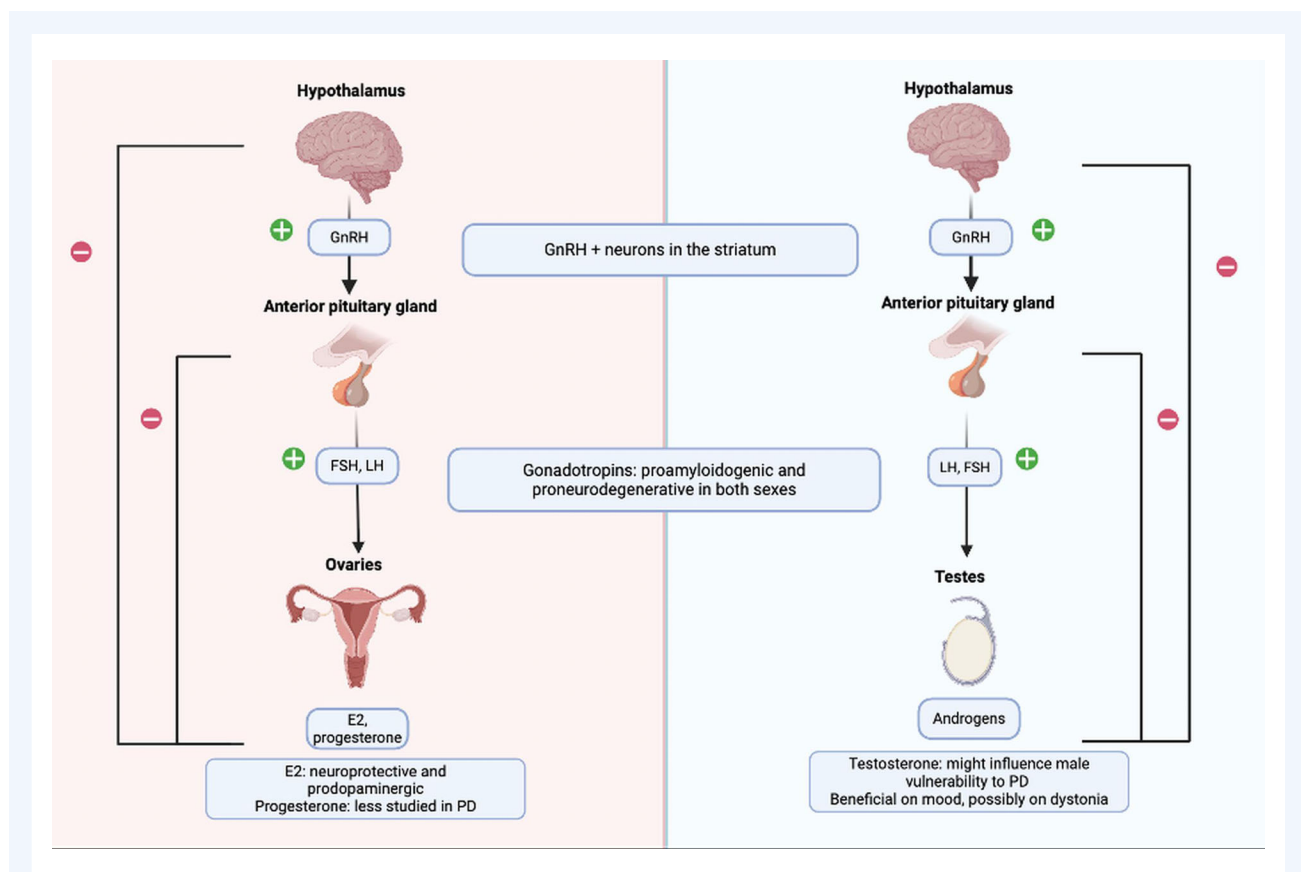 Hypothalamus
GnRH
Anterior pituitary gland
FSH, LH
Ovaries
E2,
progesterone
E2: neuroprotective and
prodopaminergic
Progesterone: less studied in PD
GnRH + neurons in the striatum
Gonadotropins: proamyloidogenic and
proneurodegenerative in both sexes
Hypothalamus
GnRH
Anterior pituitary gland
LH, FSH
Testes
Androgens
Testosterone: might influence male
vulnerability to PD
Beneficial on mood, possibly on dystonia